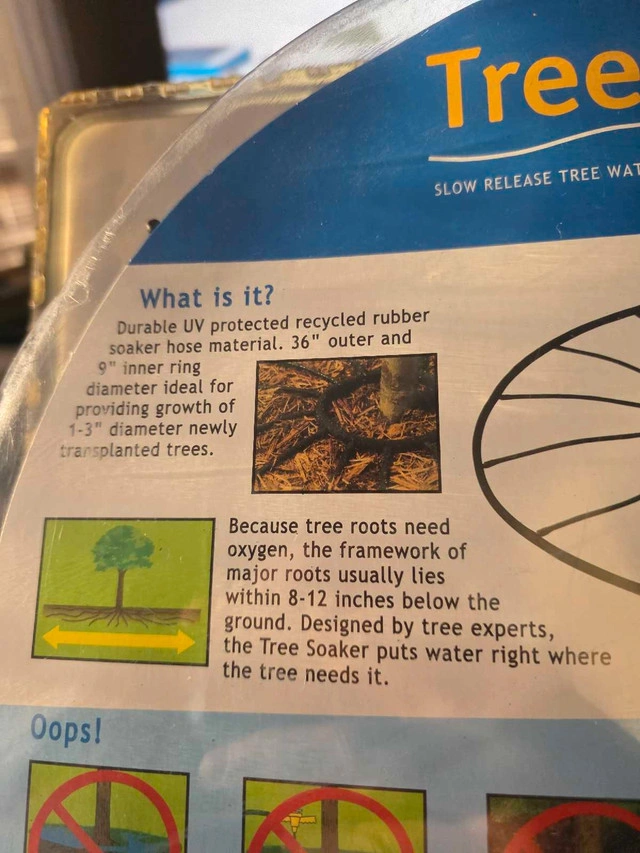 Tree
SLOW RELEASE TREE
What is it?
Durable UV protected recycled rubber
soaker hose material. 36" outer and
9" inner ring
diameter ideal for
providing growth of
1-3" diameter newly
transplanted trees.
Because tree roots need
oxygen, the framework of
major roots usually lies
within 8-12 inches below the
ground. Designed by tree experts,
the Tree Soaker puts water right where
the tree needs it.
Oops!